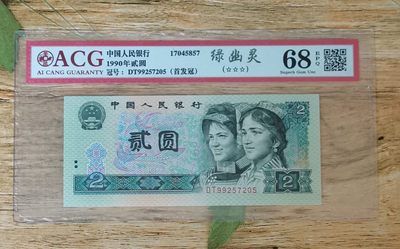 ACG
AI CANG GUARANTY
中国人民银行 17045857
1990年贰圆
冠号：DT99257205（首发冠）
绿幽灵
(☆☆☆)
68 EPQ
Superb Gem Unc
中国人民银行
贰圆
2 2
DT99257205